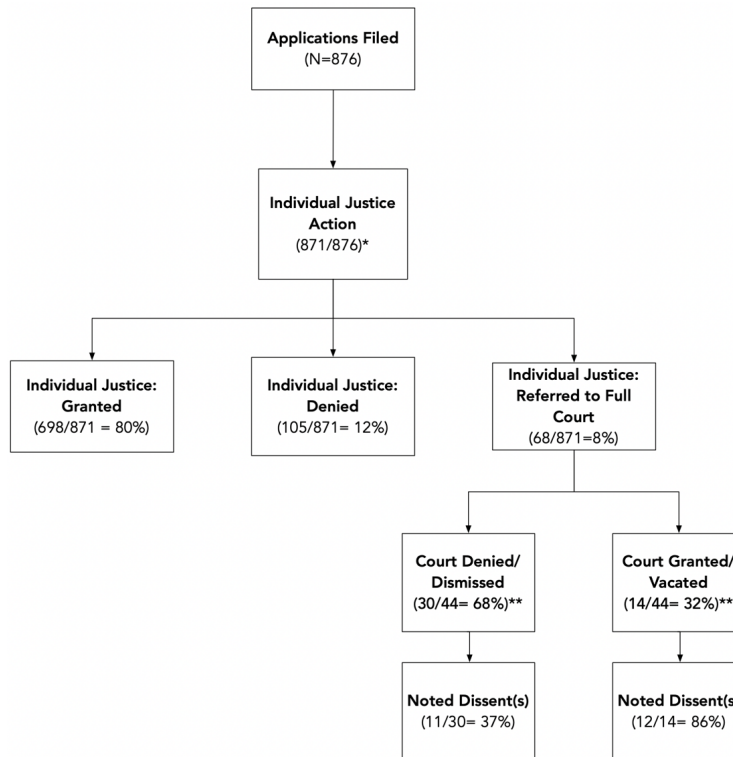 Applications Filed
(N=876)
Individual Justice
Action
(871/876)*
Individual Justice:
Granted
(698/871 = 80%)
Individual Justice:
Denied
(105/871= 12%)
Individual Justice:
Referred to Full
Court
(68/871=8%)
Court Denied/
Dismissed
(30/44= 68%)**
Court Granted/
Vacated
(14/44= 32%)**
Noted Dissent(s)
(11/30= 37%)
Noted Dissent(s
(12/14= 86%)